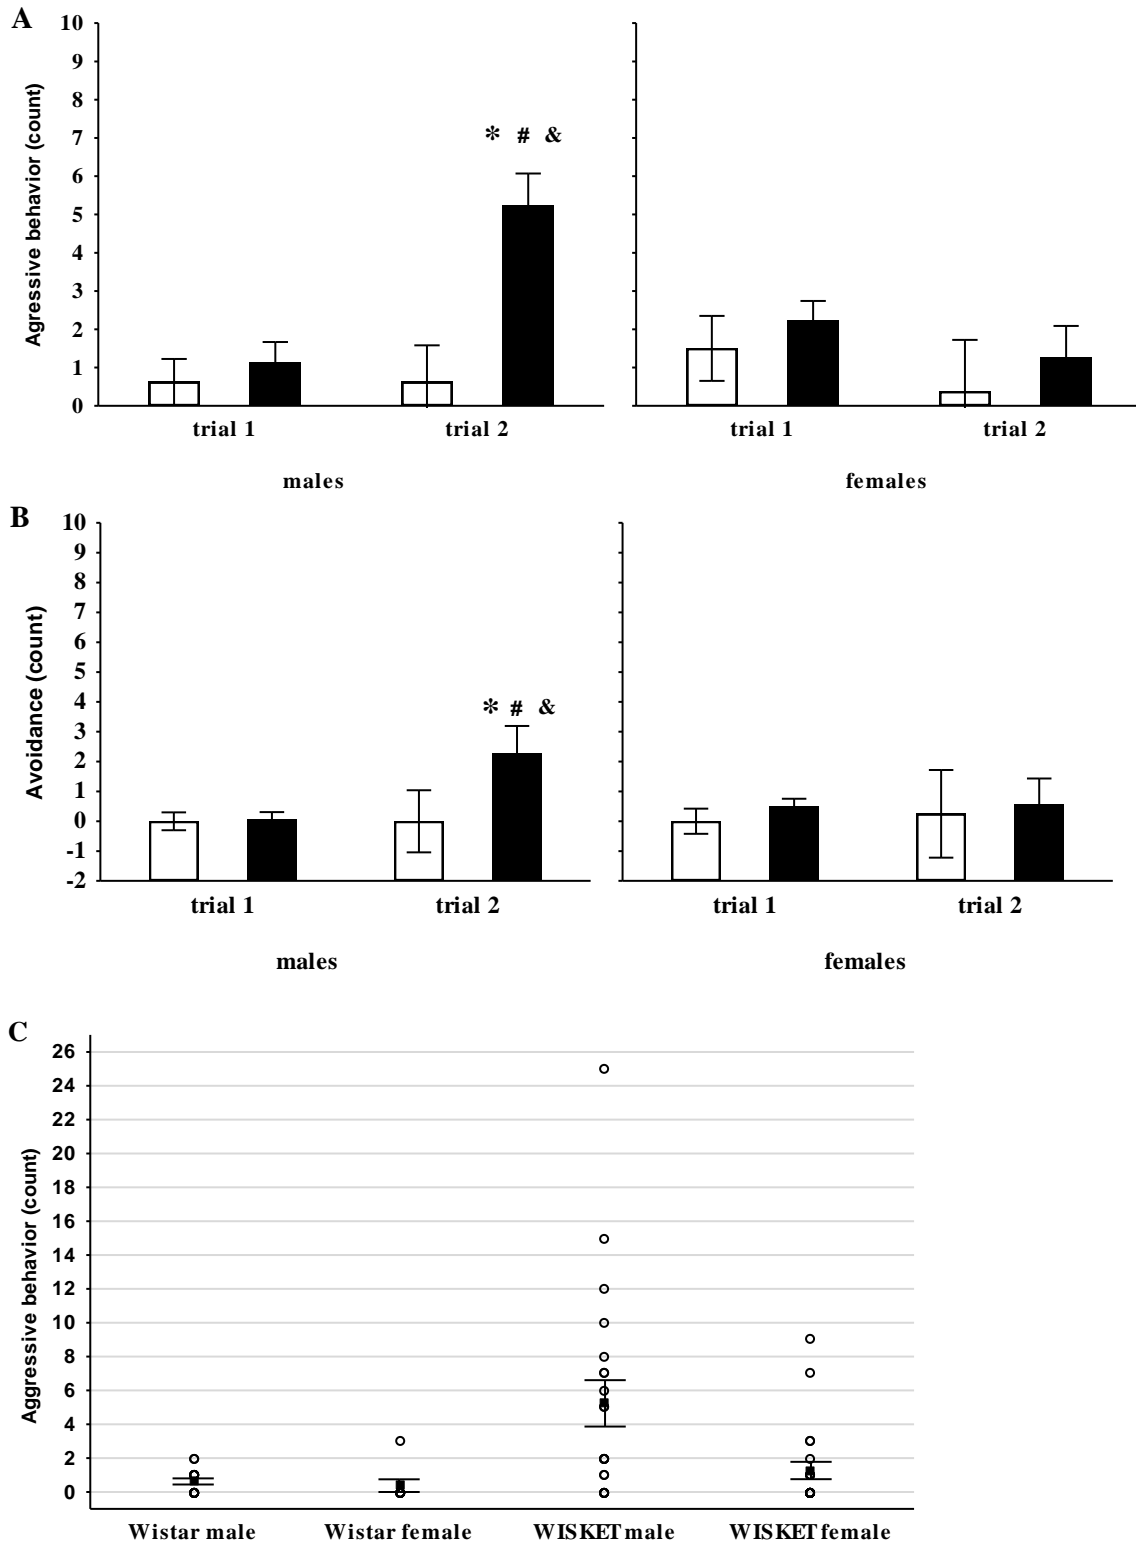 A
10
9
8
7
6
5
4
3
2
1
0
Agressive behavior (count)
* # &
trial 1 trial 2 trial 1 trial 2
males females
B
10
9
8
7
6
5
4
3
2
1
0
-1
-2
Avoidance (count)
* # &
trial 1 trial 2 trial 1 trial 2
males females
C
26
24
22
20
18
16
14
12
10
8
6
4
2
0
Aggressive behavior (count)
Wistar male Wistar female WISKET male WISKET female